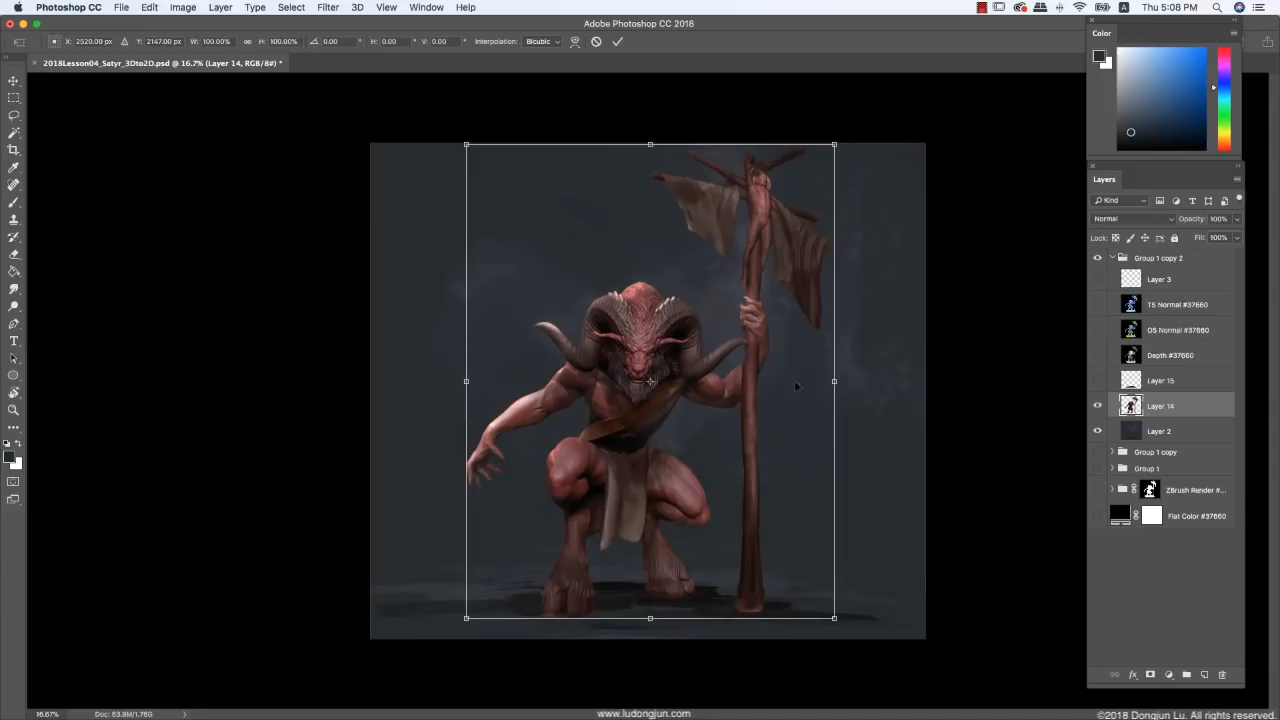 Photoshop CC File Edit Image Layer Type Select Filter 3D View Window Help Thu 5:08 PM
Adobe Photoshop CC 2018
X: 2520.00 px Y: 2147.00 px W: 100.00% H: 100.00% 0.00 ° H: 0.00 ° V: 0.00 ° Interpolation: Bicubic
2018Lesson04_Satyr_3Dto2D.psd @ 16.7% (Layer 14, RGB/8#) *
Color
Layers
Kind
Normal Opacity: 100%
Lock: Fill: 100%
Group 1 copy 2
Layer 3
TS Normal #37660
OS Normal #37660
Depth #37660
Layer 15
Layer 14
Layer 2
Group 1 copy
Group 1
ZBrush Render #...
Flat Color #37660
fx
16.67% Doc: 63.9M/1.76G
www.ludongjun.com
©2018 Dongjun Lu. All rights reserved.